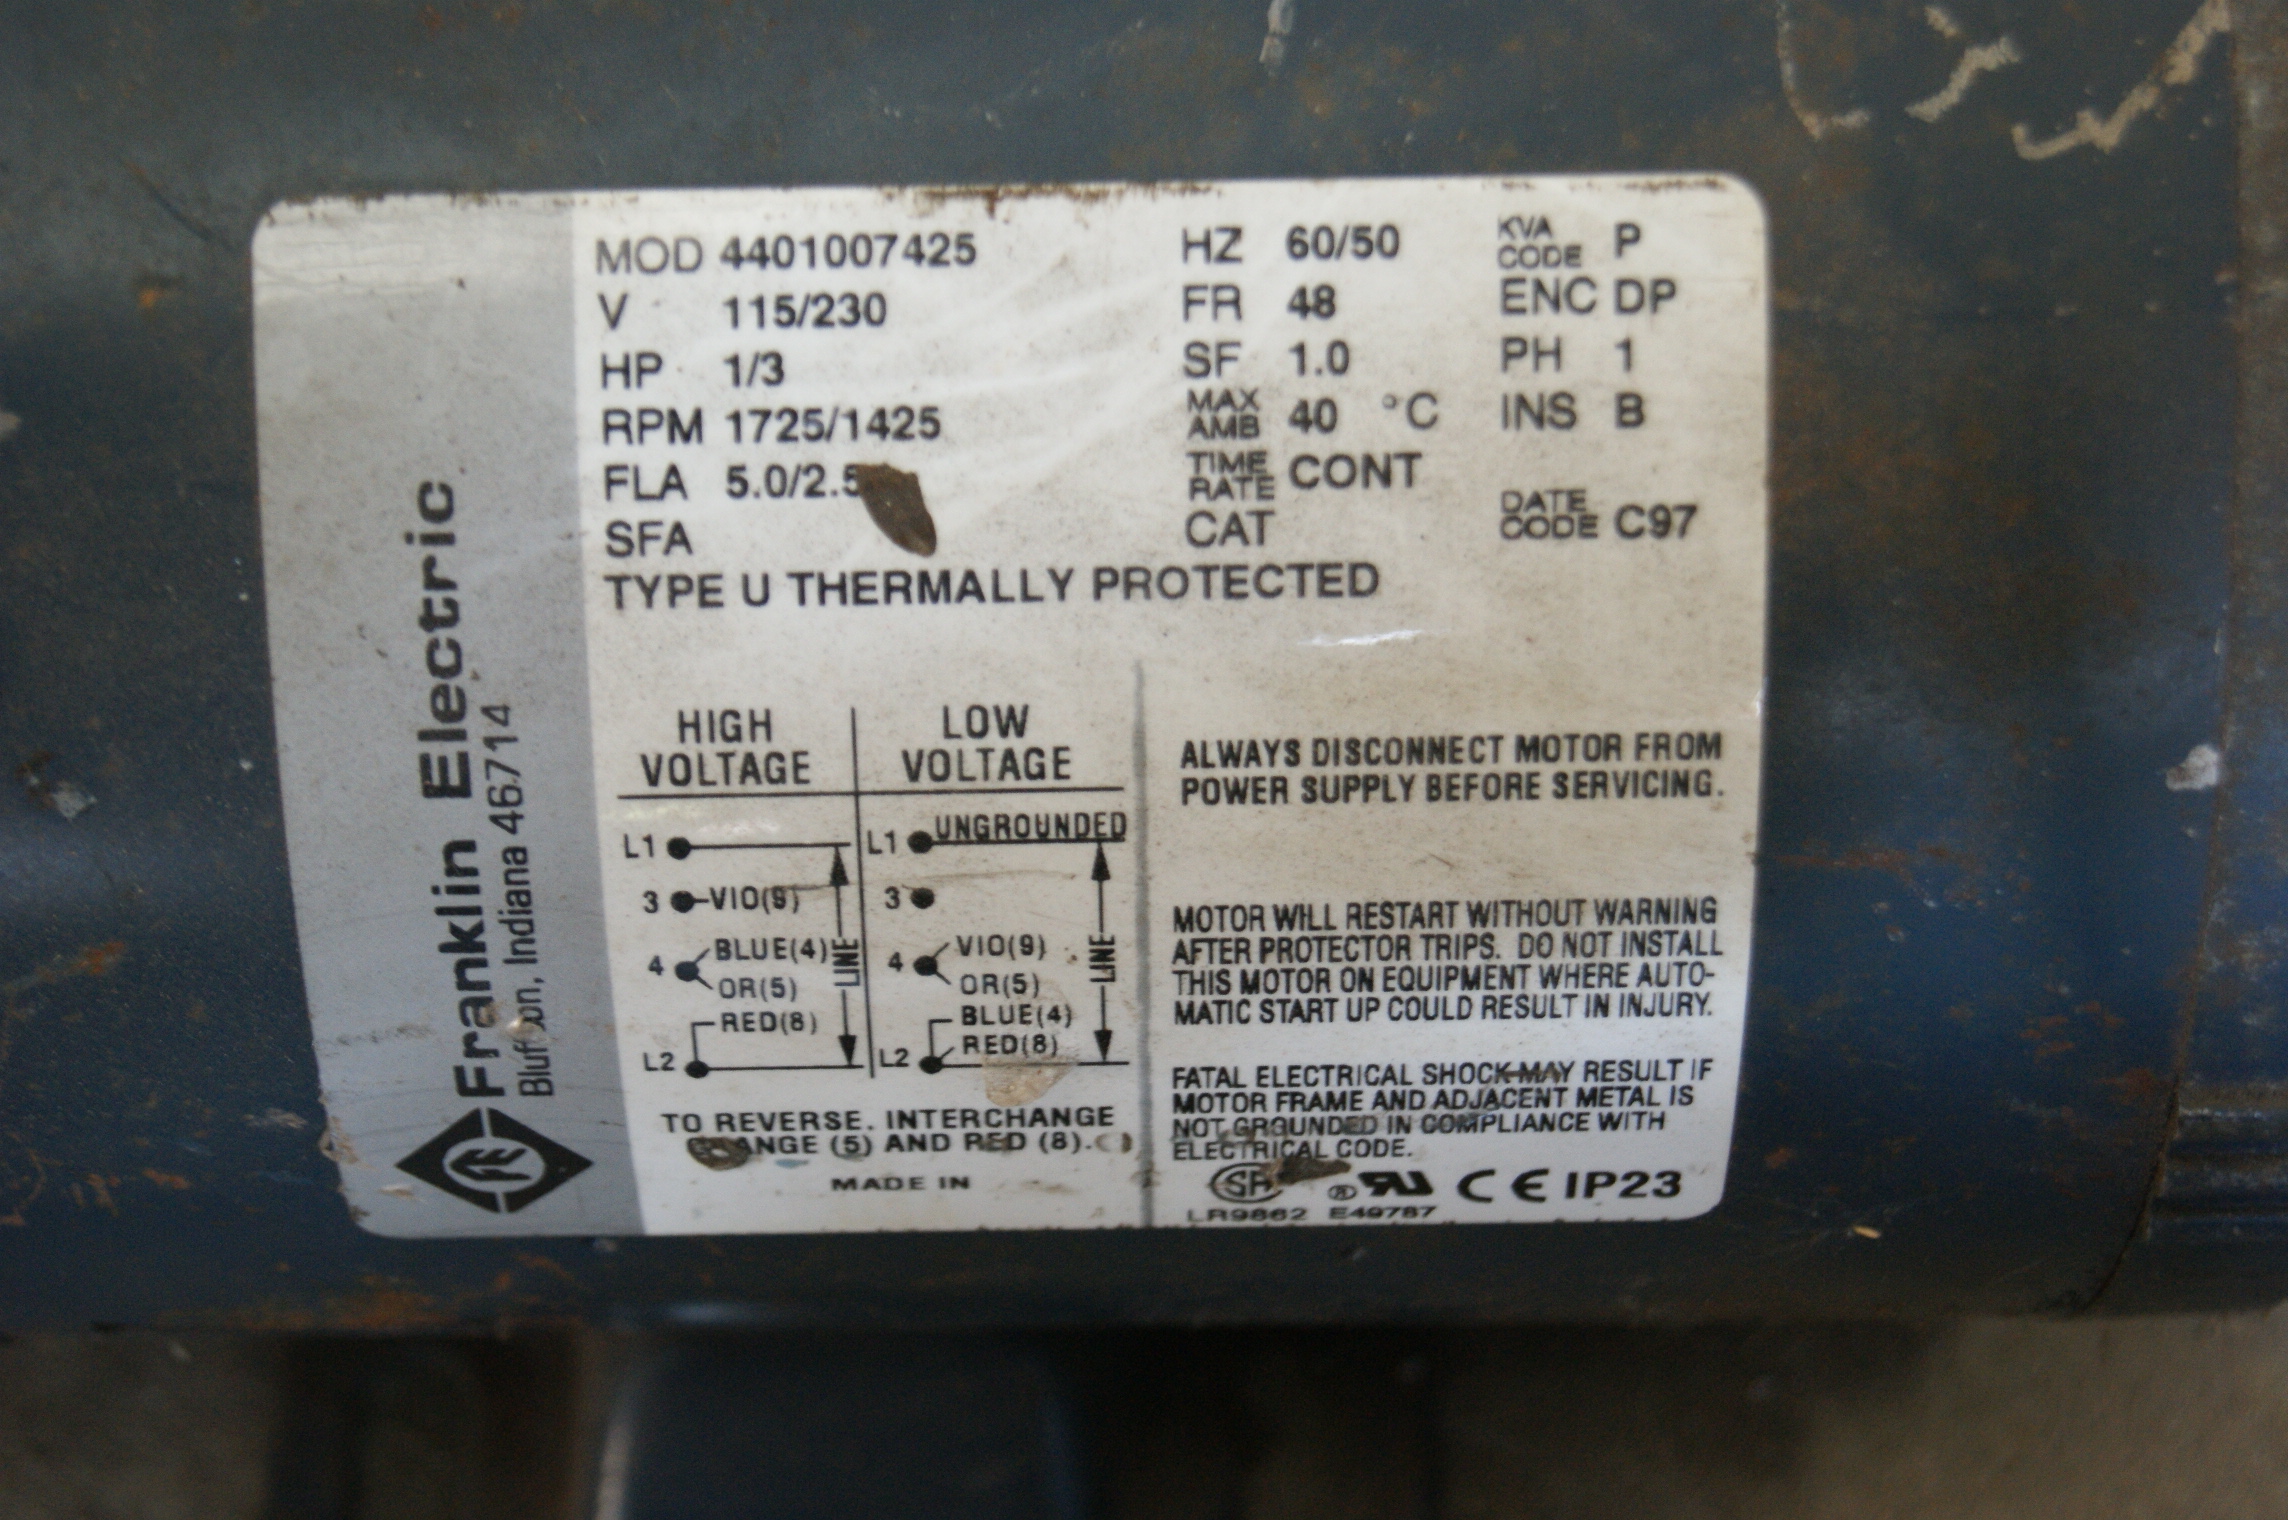 Franklin Electric
Indiana 46714
MOD 4401007425
V 115/230
HP 1/3
RPM 1725/1425
FLA 5.0/2.5
SFA
TYPE U THERMALLY PROTECTED
HZ 60/50
FR 48
SF 1.0
MAX AMB 40 °C
TIME RATE CONT
CAT
KVA CODE P
ENC DP
PH 1
INS B
DATE CODE C97
HIGH VOLTAGE
L1
3 VIO(9)
4 BLUE(4)
OR(5)
RED(8)
L2
LINE
LOW VOLTAGE
L1 UNGROUNDED
3
4 VIO(9)
OR(5)
BLUE(4)
L2 RED(8)
LINE
TO REVERSE. INTERCHANGE
(5) AND RED (8).
MADE IN
ALWAYS DISCONNECT MOTOR FROM
POWER SUPPLY BEFORE SERVICING.
MOTOR WILL RESTART WITHOUT WARNING
AFTER PROTECTOR TRIPS. DO NOT INSTALL
THIS MOTOR ON EQUIPMENT WHERE AUTO-
MATIC START UP COULD RESULT IN INJURY.
FATAL ELECTRICAL SHOCK MAY RESULT IF
MOTOR FRAME AND ADJACENT METAL IS
NOT GROUNDED IN COMPLIANCE WITH
ELECTRICAL CODE.
CE IP23
LR9862 E49787